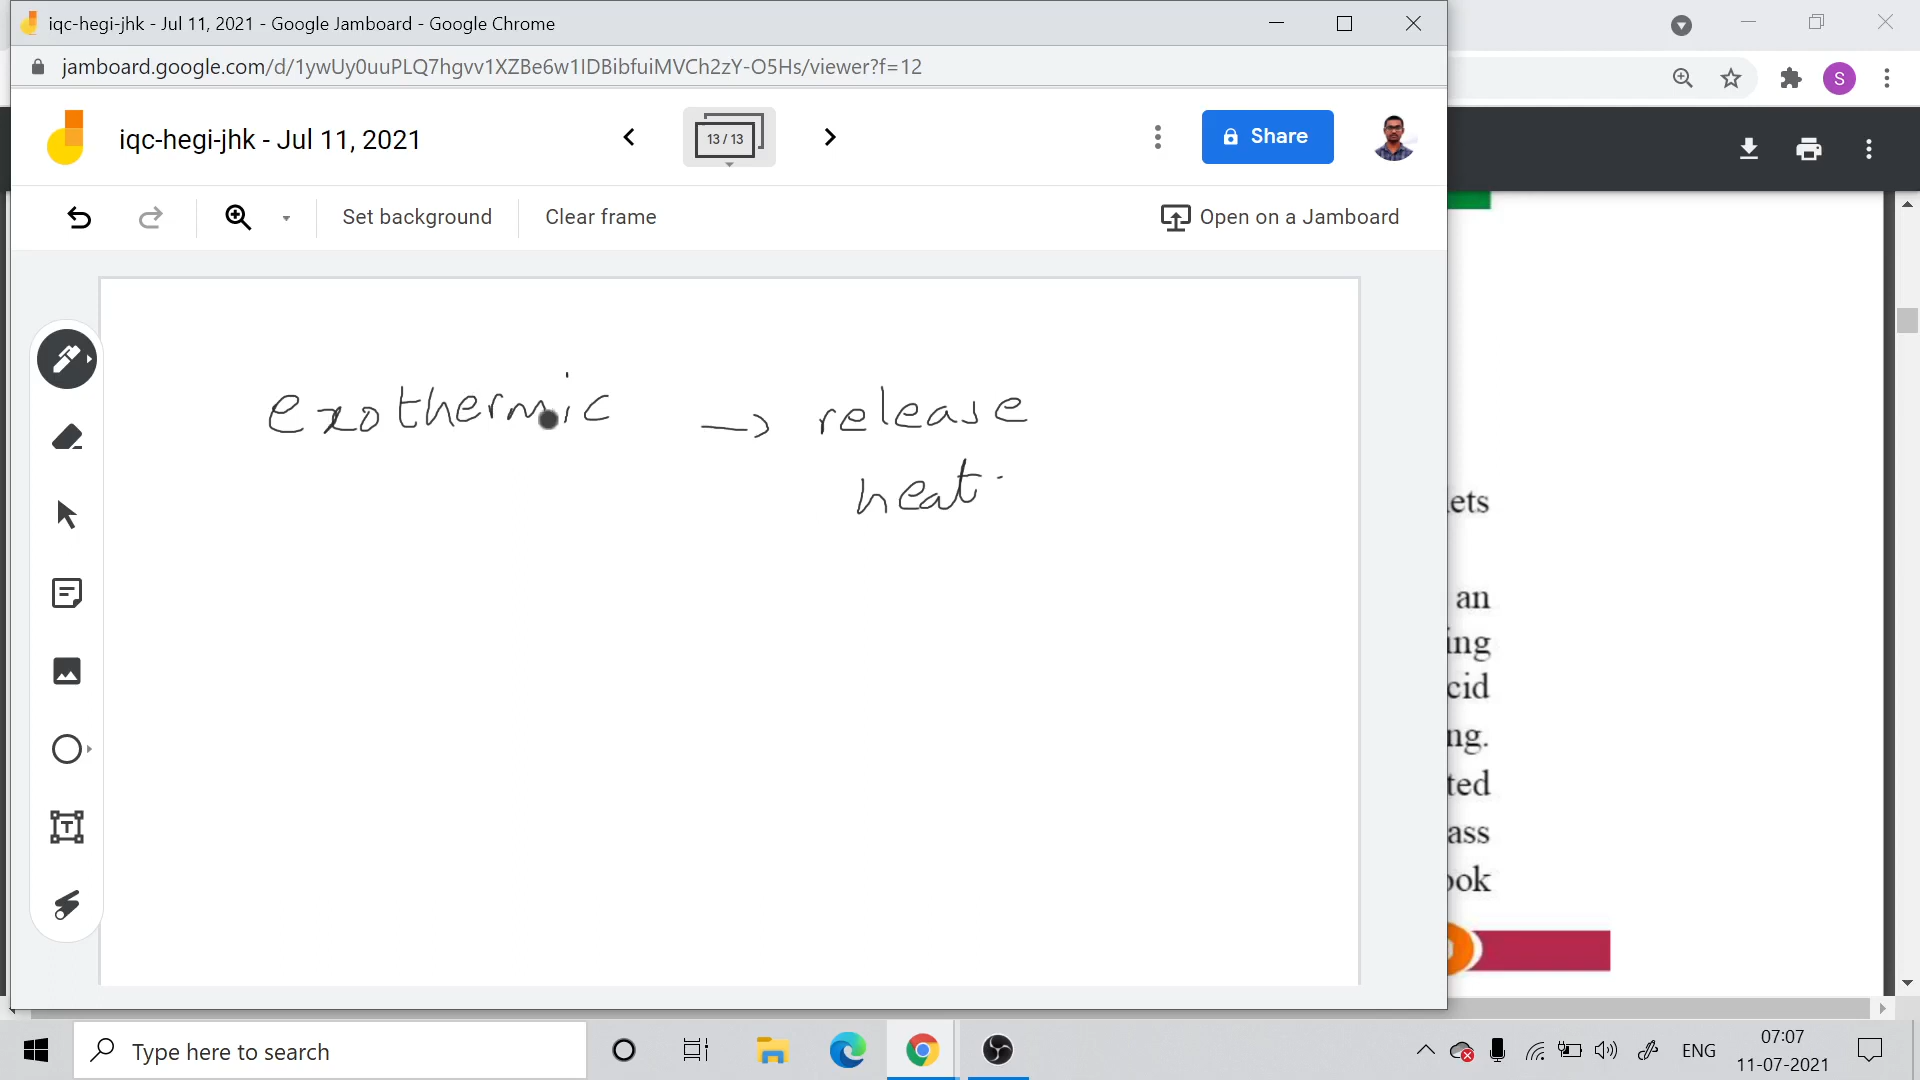 iqc-hegi-jhk - Jul 11, 2021 - Google Jamboard - Google Chrome
jamboard.google.com/d/1ywUy0uuPLQ7hgvv1XZBe6w1IDBibfuiMVCh2zY-O5Hs/viewer?f=12
S
iqc-hegi-jhk - Jul 11, 2021
13 / 13
Share
Set background
Clear frame
Open on a Jamboard
exothermic → release
heat.
ets
an
ing
cid
ng.
ted
ass
ook
Type here to search
ENG
07:07
11-07-2021